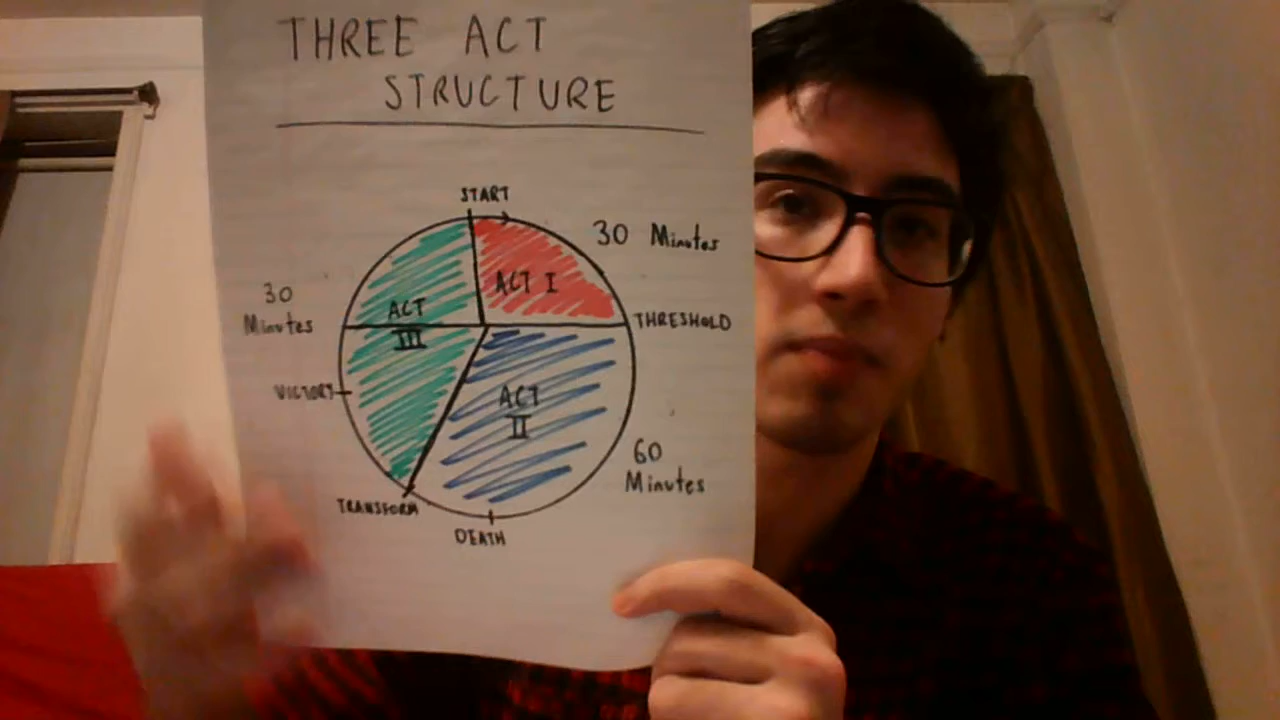 THREE ACT
STRUCTURE
START
30 Minutes
ACT I
30
Minutes
ACT
III
THRESHOLD
VICTORY
ACT
II
60
Minutes
TRANSFORM
DEATH